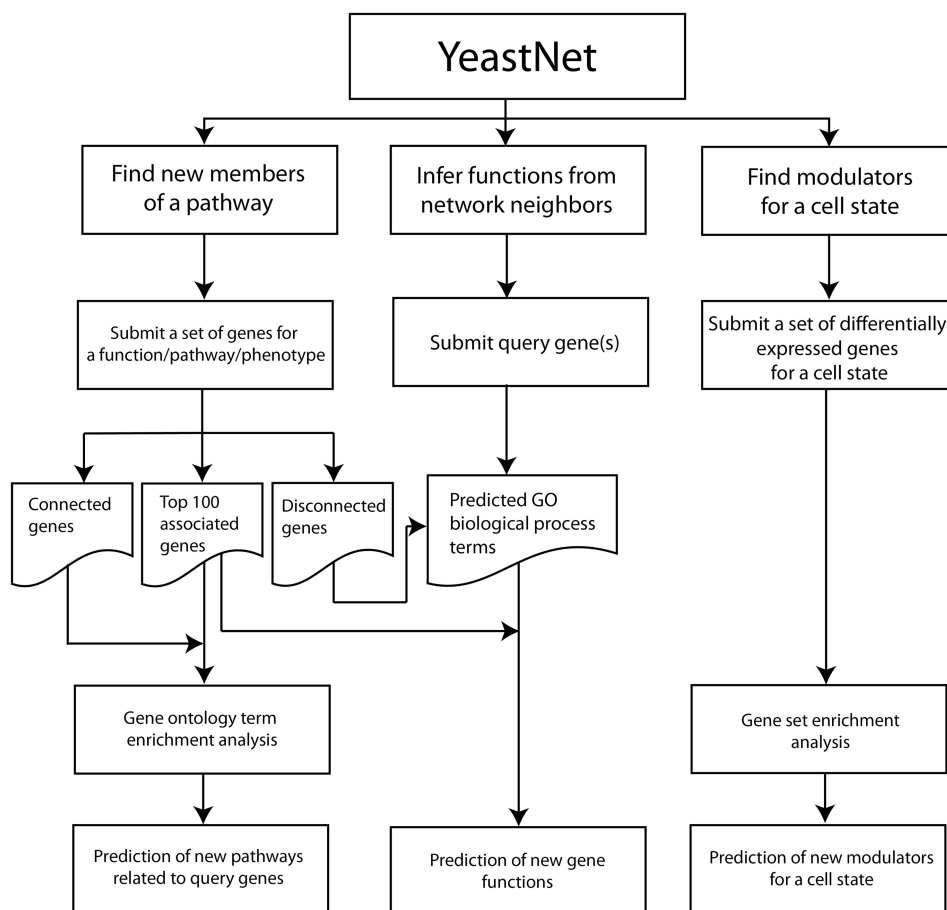 YeastNet
Find new members
of a pathway
Infer functions from
network neighbors
Find modulators
for a cell state
Submit a set of genes for
a function/pathway/phenotype
Submit query gene(s)
Submit a set of differentially
expressed genes
for a cell state
Connected
genes
Top 100
associated
genes
Disconnected
genes
Predicted GO
biological process
terms
Gene ontology term
enrichment analysis
Gene set enrichment
analysis
Prediction of new pathways
related to query genes
Prediction of new gene
functions
Prediction of new modulators
for a cell state